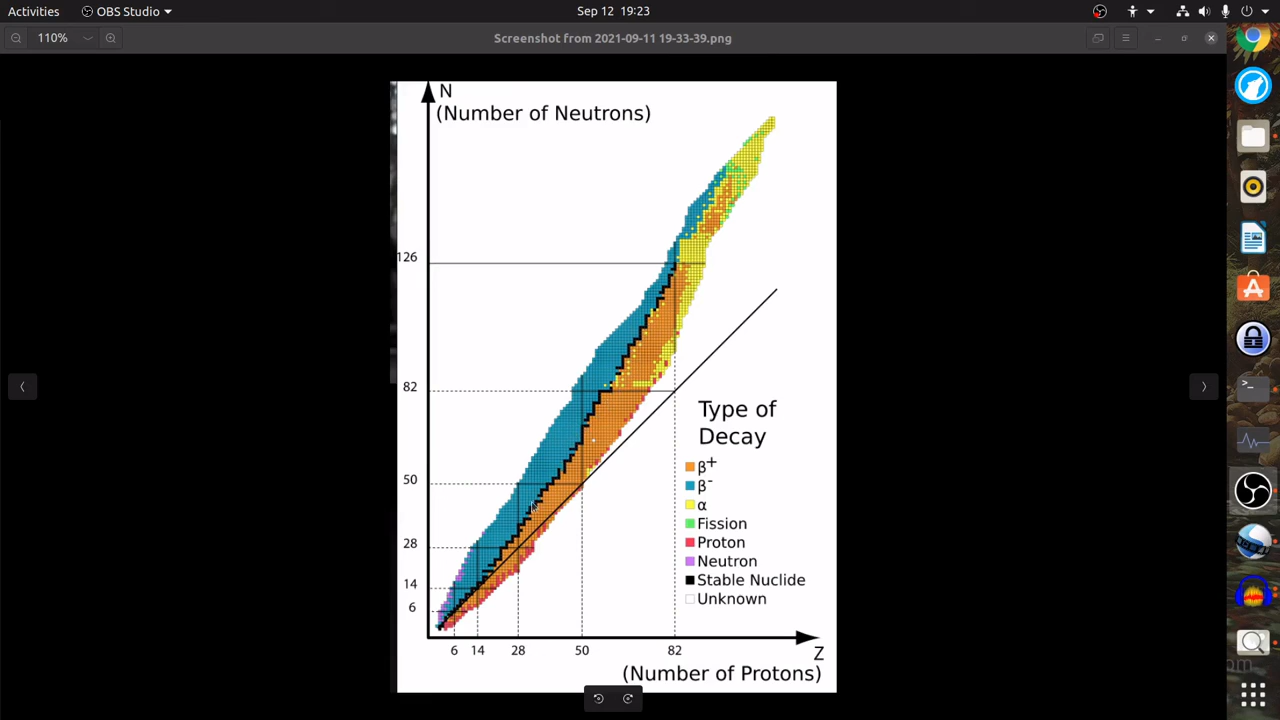 Activities
OBS Studio
Sep 12 19:23
110%
Screenshot from 2021-09-11 19-33-39.png
N
(Number of Neutrons)
126
82
50
28
14
6
Type of
Decay
β+
β-
α
Fission
Proton
Neutron
Stable Nuclide
Unknown
6 14 28 50 82
Z
(Number of Protons)